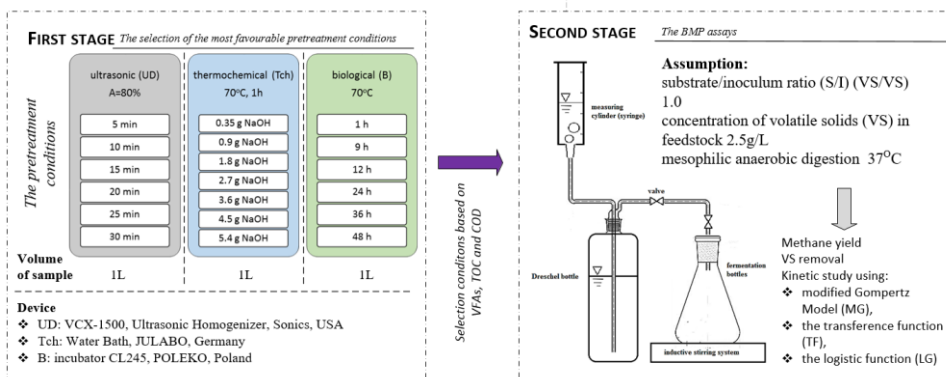 FIRST STAGE The selection of the most favourable pretreatment conditions
The pretreatment
conditions
ultrasonic (UD)
A=80%
5 min
10 min
15 min
20 min
25 min
30 min
thermochemical (Tch)
70°C, 1h
0.35 g NaOH
0.9 g NaOH
1.8 g NaOH
2.7 g NaOH
3.6 g NaOH
4.5 g NaOH
5.4 g NaOH
biological (B)
70°C
1 h
9 h
12 h
24 h
36 h
48 h
Volume
of sample
1L
1L
1L
Device
❖ UD: VCX-1500, Ultrasonic Homogenizer, Sonics, USA
❖ Tch: Water Bath, JULABO, Germany
❖ B: incubator CL245, POLEKO, Poland
Selection conditons based on
VFAs, TOC and COD
SECOND STAGE The BMP assays
measuring
cylinder (syringe)
valve
Dreschel bottle
fermentation
bottles
inductive stirring system
Assumption:
substrate/inoculum ratio (S/I) (VS/VS)
1.0
concentration of volatile solids (VS) in
feedstock 2.5g/L
mesophilic anaerobic digestion 37°C
Methane yield
VS removal
Kinetic study using:
❖ modified Gompertz
Model (MG),
❖ the transference function
(TF),
❖ the logistic function (LG)